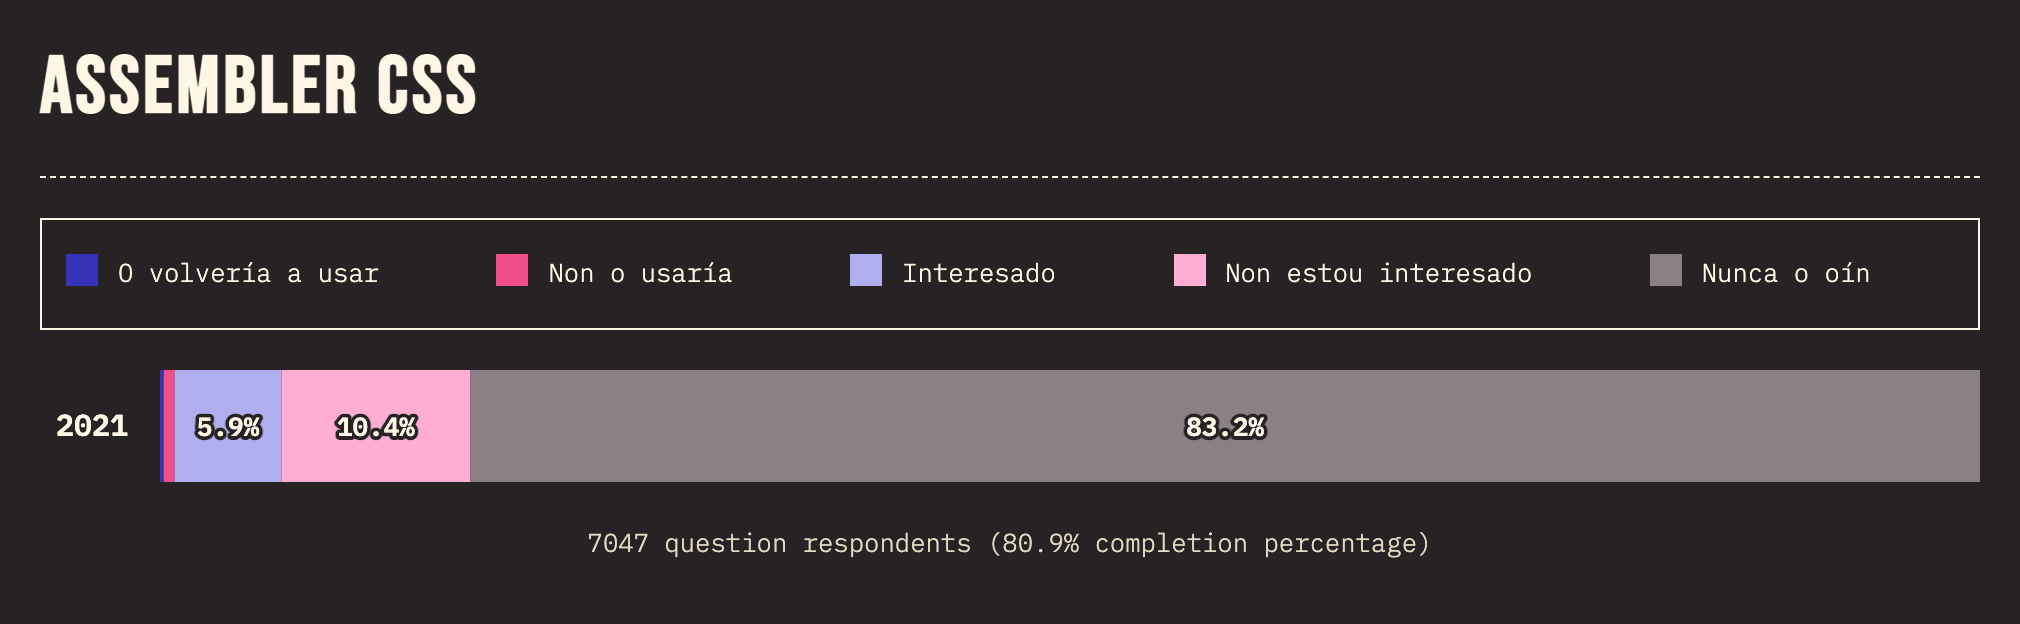 ASSEMBLER CSS
O volvería a usar Non o usaría Interesado Non estou interesado Nunca o oín
2021 5.9% 10.4% 83.2%
7047 question respondents (80.9% completion percentage)